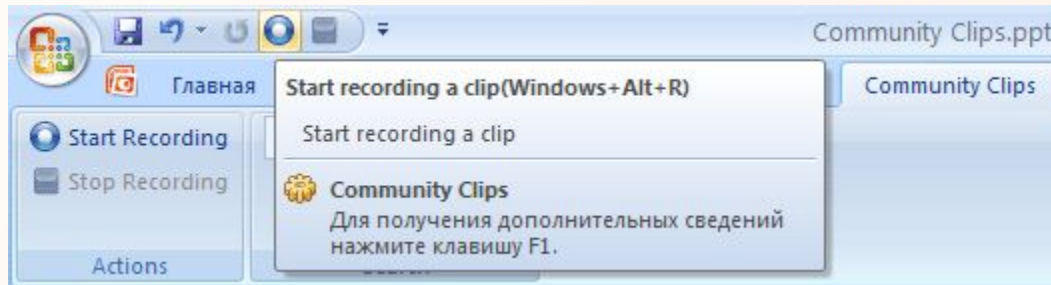 Community Clips.ppt
Главная
Community Clips
Start recording a clip(Windows+Alt+R)
Start recording a clip
Community Clips
Для получения дополнительных сведений
нажмите клавишу F1.
Start Recording
Stop Recording
Actions